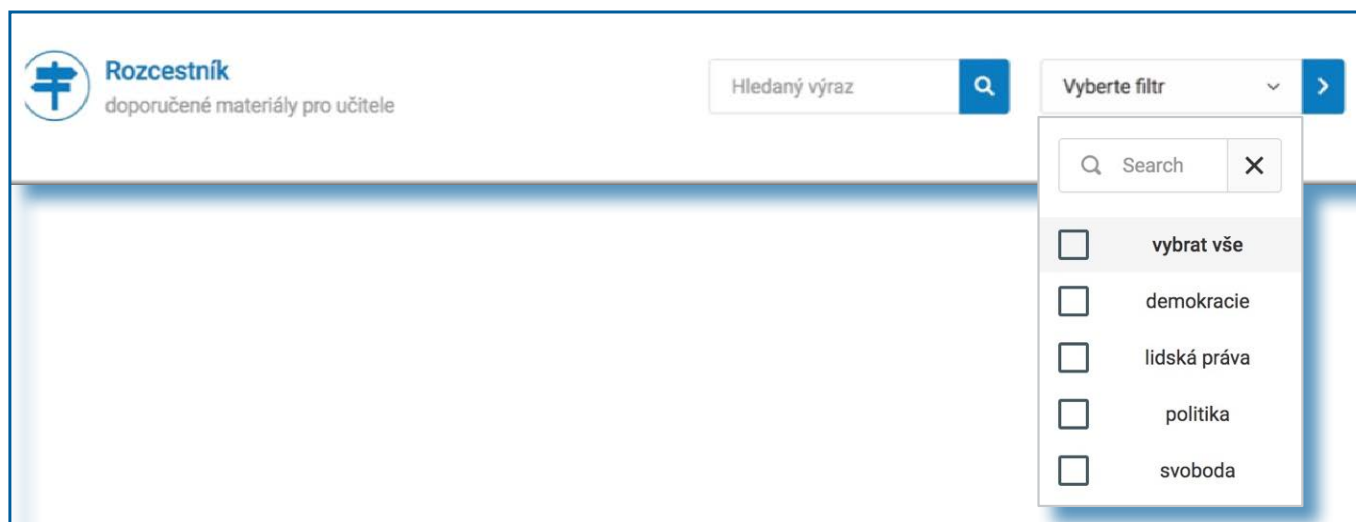 Rozcestník
doporučené materiály pro učitele
Hledaný výraz
Vyberte filtr
Search
vybrat vše
demokracie
lidská práva
politika
svoboda